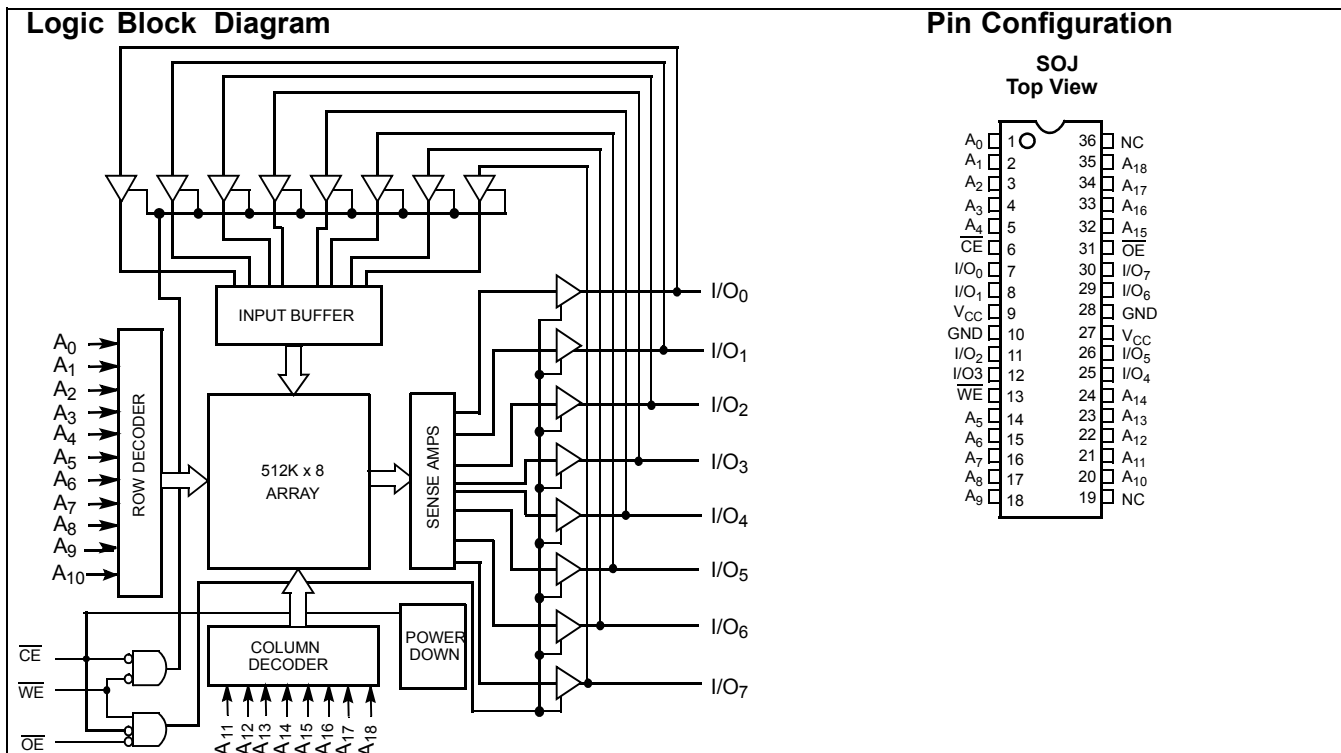 Logic Block Diagram
INPUT BUFFER
A0
A1
A2
A3
A4
A5
A6
A7
A8
A9
A10
ROW DECODER
512K x 8
ARRAY
SENSE AMPS
I/O0
I/O1
I/O2
I/O3
I/O4
I/O5
I/O6
I/O7
COLUMN
DECODER
POWER
DOWN
CE
WE
OE
A11
A12
A13
A14
A15
A16
A17
A18
Pin Configuration
SOJ
Top View
A0 1 36 NC
A1 2 35 A18
A2 3 34 A17
A3 4 33 A16
A4 5 32 A15
CE 6 31 OE
I/O0 7 30 I/O7
I/O1 8 29 I/O6
VCC 9 28 GND
GND 10 27 VCC
I/O2 11 26 I/O5
I/O3 12 25 I/O4
WE 13 24 A14
A5 14 23 A13
A6 15 22 A12
A7 16 21 A11
A8 17 20 A10
A9 18 19 NC